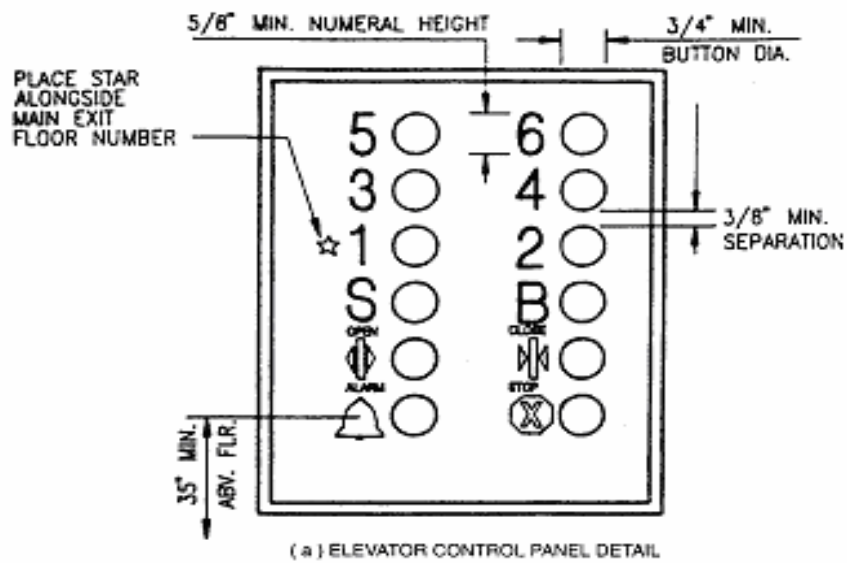 5/8" MIN. NUMERAL HEIGHT
3/4" MIN.
BUTTON DIA.
PLACE STAR
ALONGSIDE
MAIN EXIT
FLOOR NUMBER
5 6
3 4
1 2
3/8" MIN.
SEPARATION
S B
OPEN CLOSE
ALARM STOP
X
35" MIN.
ABV. FLR.
(a) ELEVATOR CONTROL PANEL DETAIL